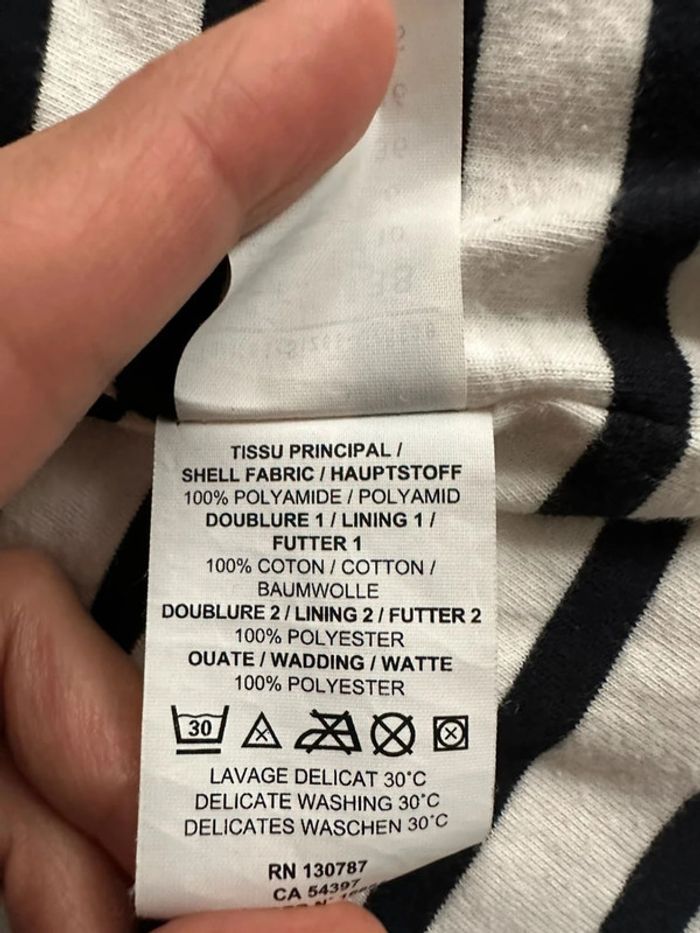 TISSU PRINCIPAL /
SHELL FABRIC / HAUPTSTOFF
100% POLYAMIDE / POLYAMID
DOUBLURE 1 / LINING 1 /
FUTTER 1
100% COTON / COTTON /
BAUMWOLLE
DOUBLURE 2 / LINING 2 / FUTTER 2
100% POLYESTER
OUATE / WADDING / WATTE
100% POLYESTER
30
LAVAGE DELICAT 30°C
DELICATE WASHING 30°C
DELICATES WASCHEN 30°C
RN 130787
CA 54397